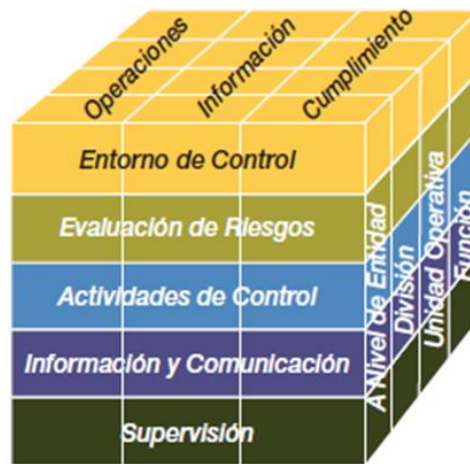 Operaciones
Información
Cumplimiento
Entorno de Control
Evaluación de Riesgos
Actividades de Control
Información y Comunicación
Supervisión
A Nivel de Entidad
División
Unidad Operativa
Función